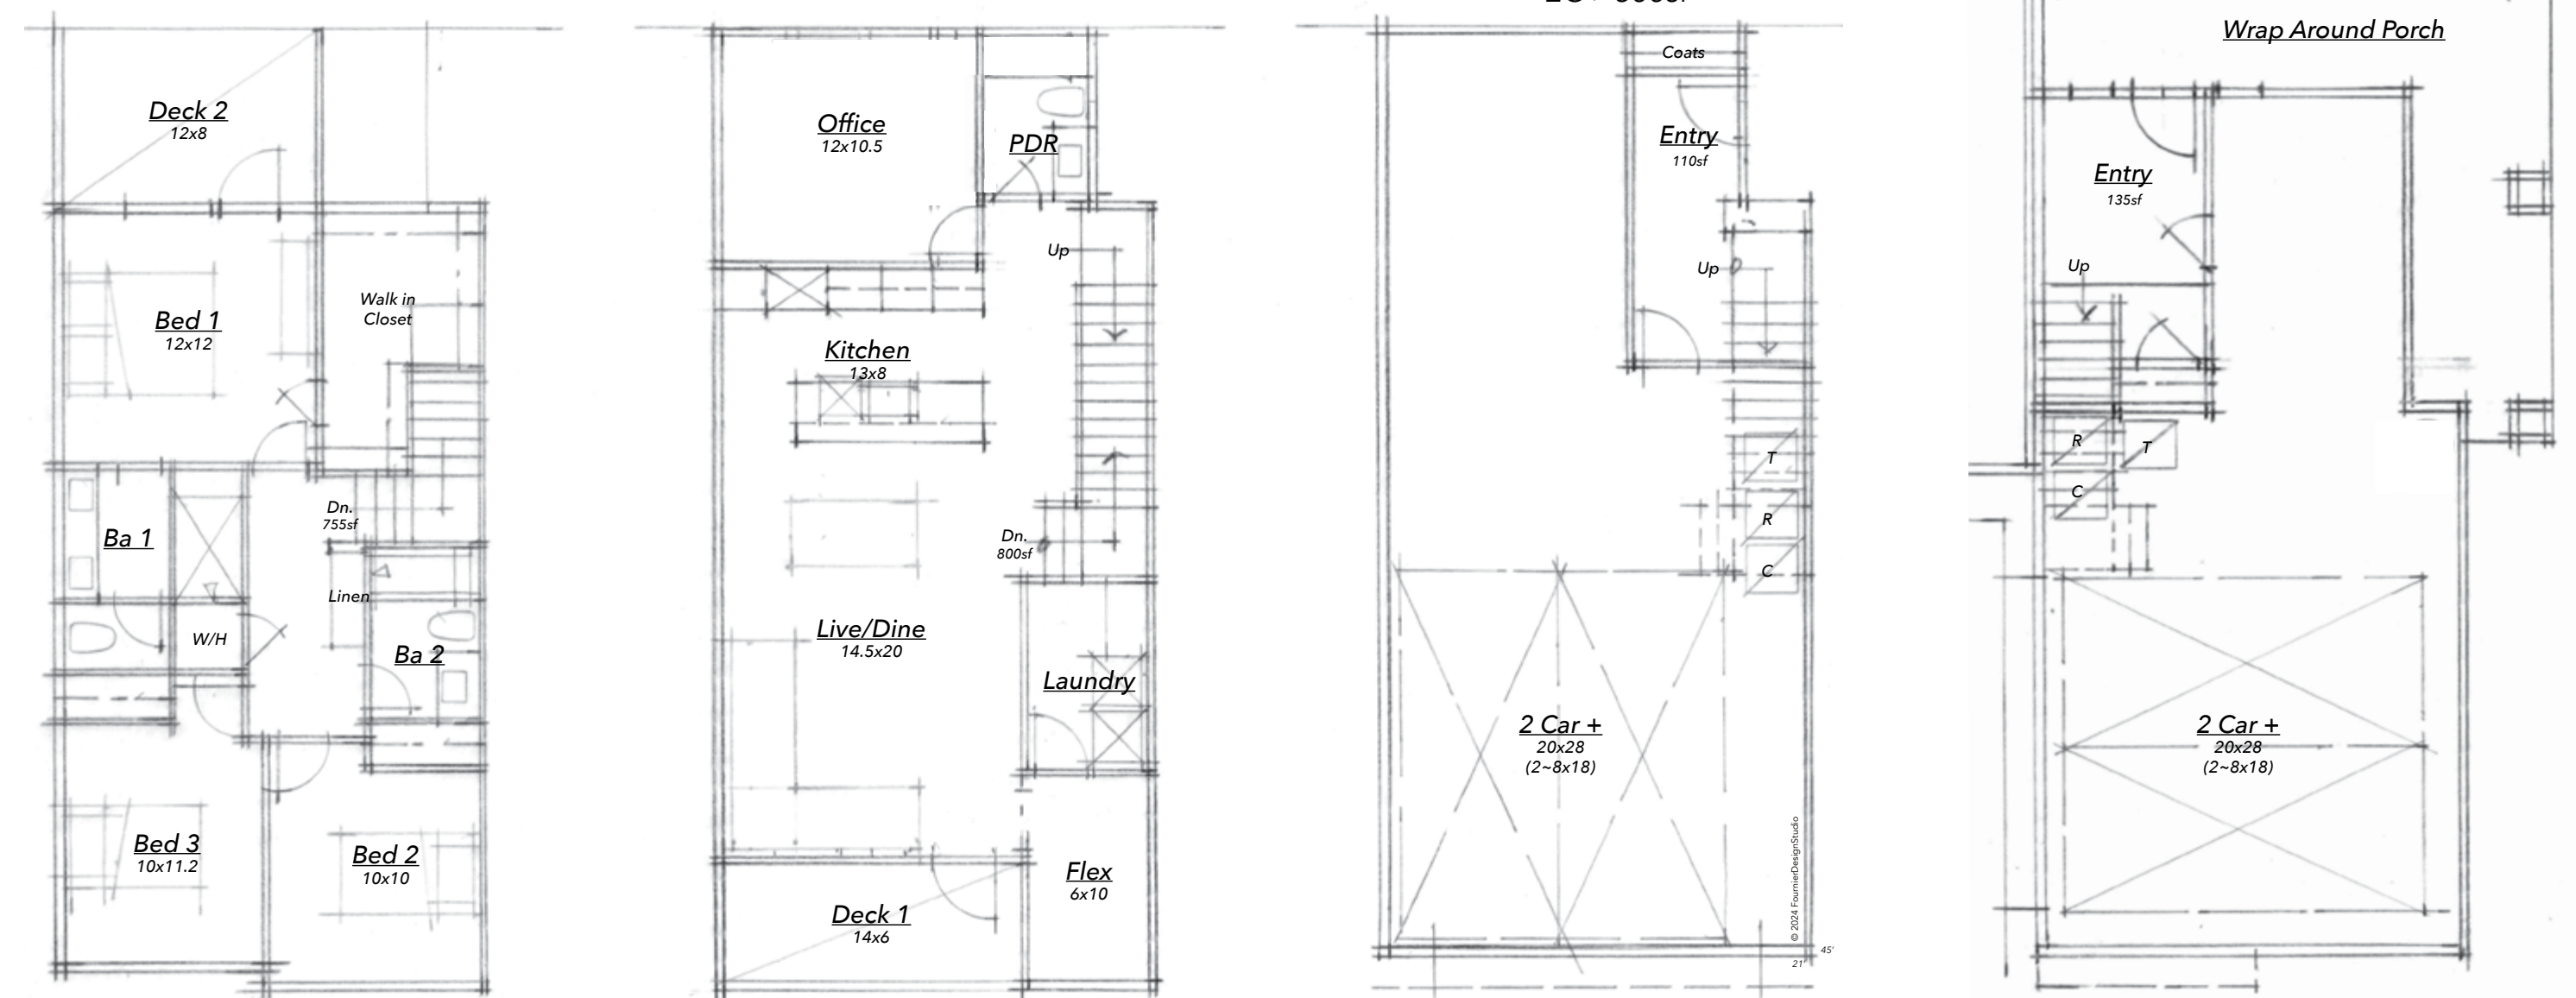 Deck 2
12x8
Bed 1
12x12
Walk in
Closet
Ba 1
Dn.
755sf
Linen
W/H
Ba 2
Bed 3
10x11.2
Bed 2
10x10
Office
12x10.5
PDR
Up
Kitchen
13x8
Dn.
800sf
Live/Dine
14.5x20
Laundry
Flex
6x10
Deck 1
14x6
Coats
Entry
110sf
Up
T
R
C
2 Car +
20x28
(2~8x18)
© 2024 FournierDesignStudio
45'
21'
Wrap Around Porch
Entry
135sf
Up
R
T
C
2 Car +
20x28
(2~8x18)